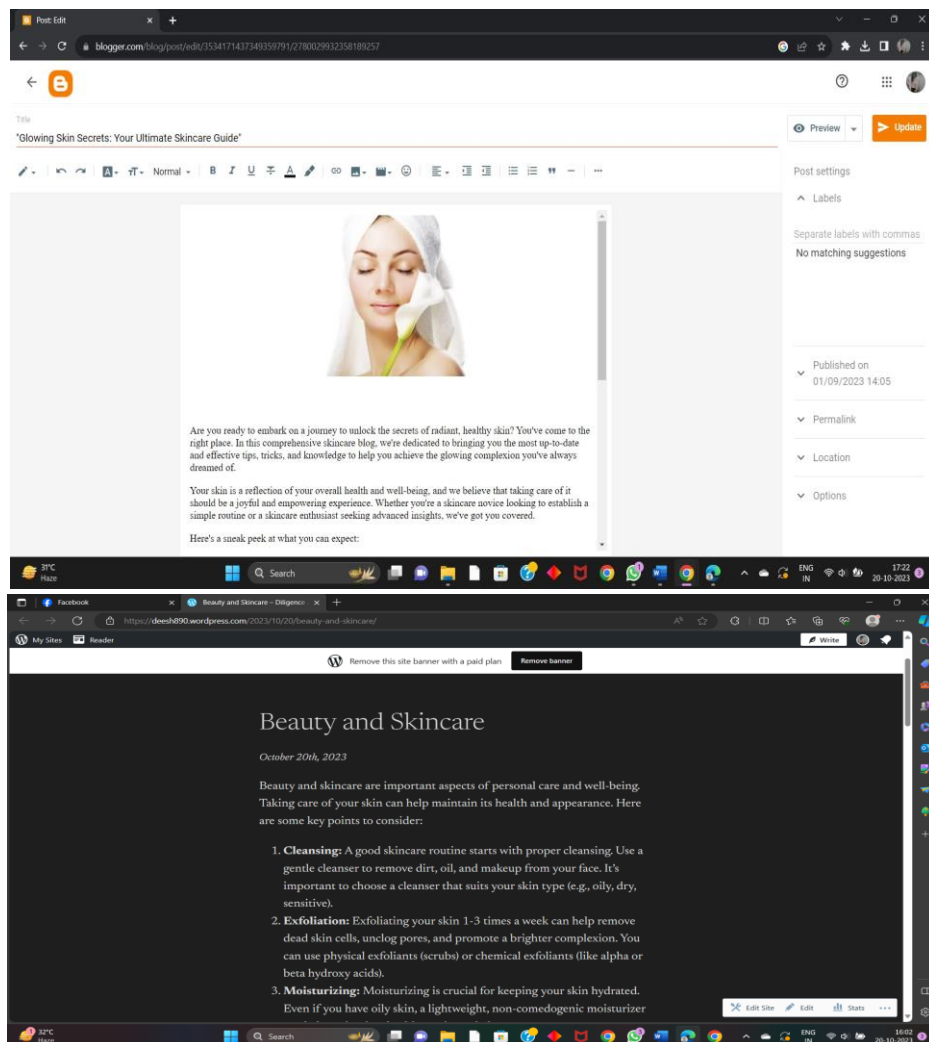 Post: Edit
blogger.com/blog/post/edit/3534171437349359791/2780029932358189257
Title
"Glowing Skin Secrets: Your Ultimate Skincare Guide"
Preview
Update
Normal
B I U A
Post settings
Labels
Separate labels with commas
No matching suggestions
Published on
01/09/2023 14:05
Permalink
Location
Options
Are you ready to embark on a journey to unlock the secrets of radiant, healthy skin? You've come to the
right place. In this comprehensive skincare blog, we're dedicated to bringing you the most up-to-date
and effective tips, tricks, and knowledge to help you achieve the glowing complexion you've always
dreamed of.
Your skin is a reflection of your overall health and well-being, and we believe that taking care of it
should be a joyful and empowering experience. Whether you're a skincare novice looking to establish a
simple routine or a skincare enthusiast seeking advanced insights, we've got you covered.
Here's a sneak peek at what you can expect:
31°C
Haze
Search
ENG
IN
17:22
20-10-2023
Facebook
Beauty and Skincare – Diligence
https://deesh890.wordpress.com/2023/10/20/beauty-and-skincare/
My Sites Reader
Write
Remove this site banner with a paid plan
Remove banner
Beauty and Skincare
October 20th, 2023
Beauty and skincare are important aspects of personal care and well-being.
Taking care of your skin can help maintain its health and appearance. Here
are some key points to consider:
1. Cleansing: A good skincare routine starts with proper cleansing. Use a
gentle cleanser to remove dirt, oil, and makeup from your face. It's
important to choose a cleanser that suits your skin type (e.g., oily, dry,
sensitive).
2. Exfoliation: Exfoliating your skin 1-3 times a week can help remove
dead skin cells, unclog pores, and promote a brighter complexion. You
can use physical exfoliants (scrubs) or chemical exfoliants (like alpha or
beta hydroxy acids).
3. Moisturizing: Moisturizing is crucial for keeping your skin hydrated.
Even if you have oily skin, a lightweight, non-comedogenic moisturizer
Edit Site Edit Stats
32°C
Haze
Search
ENG
IN
16:02
20-10-2023